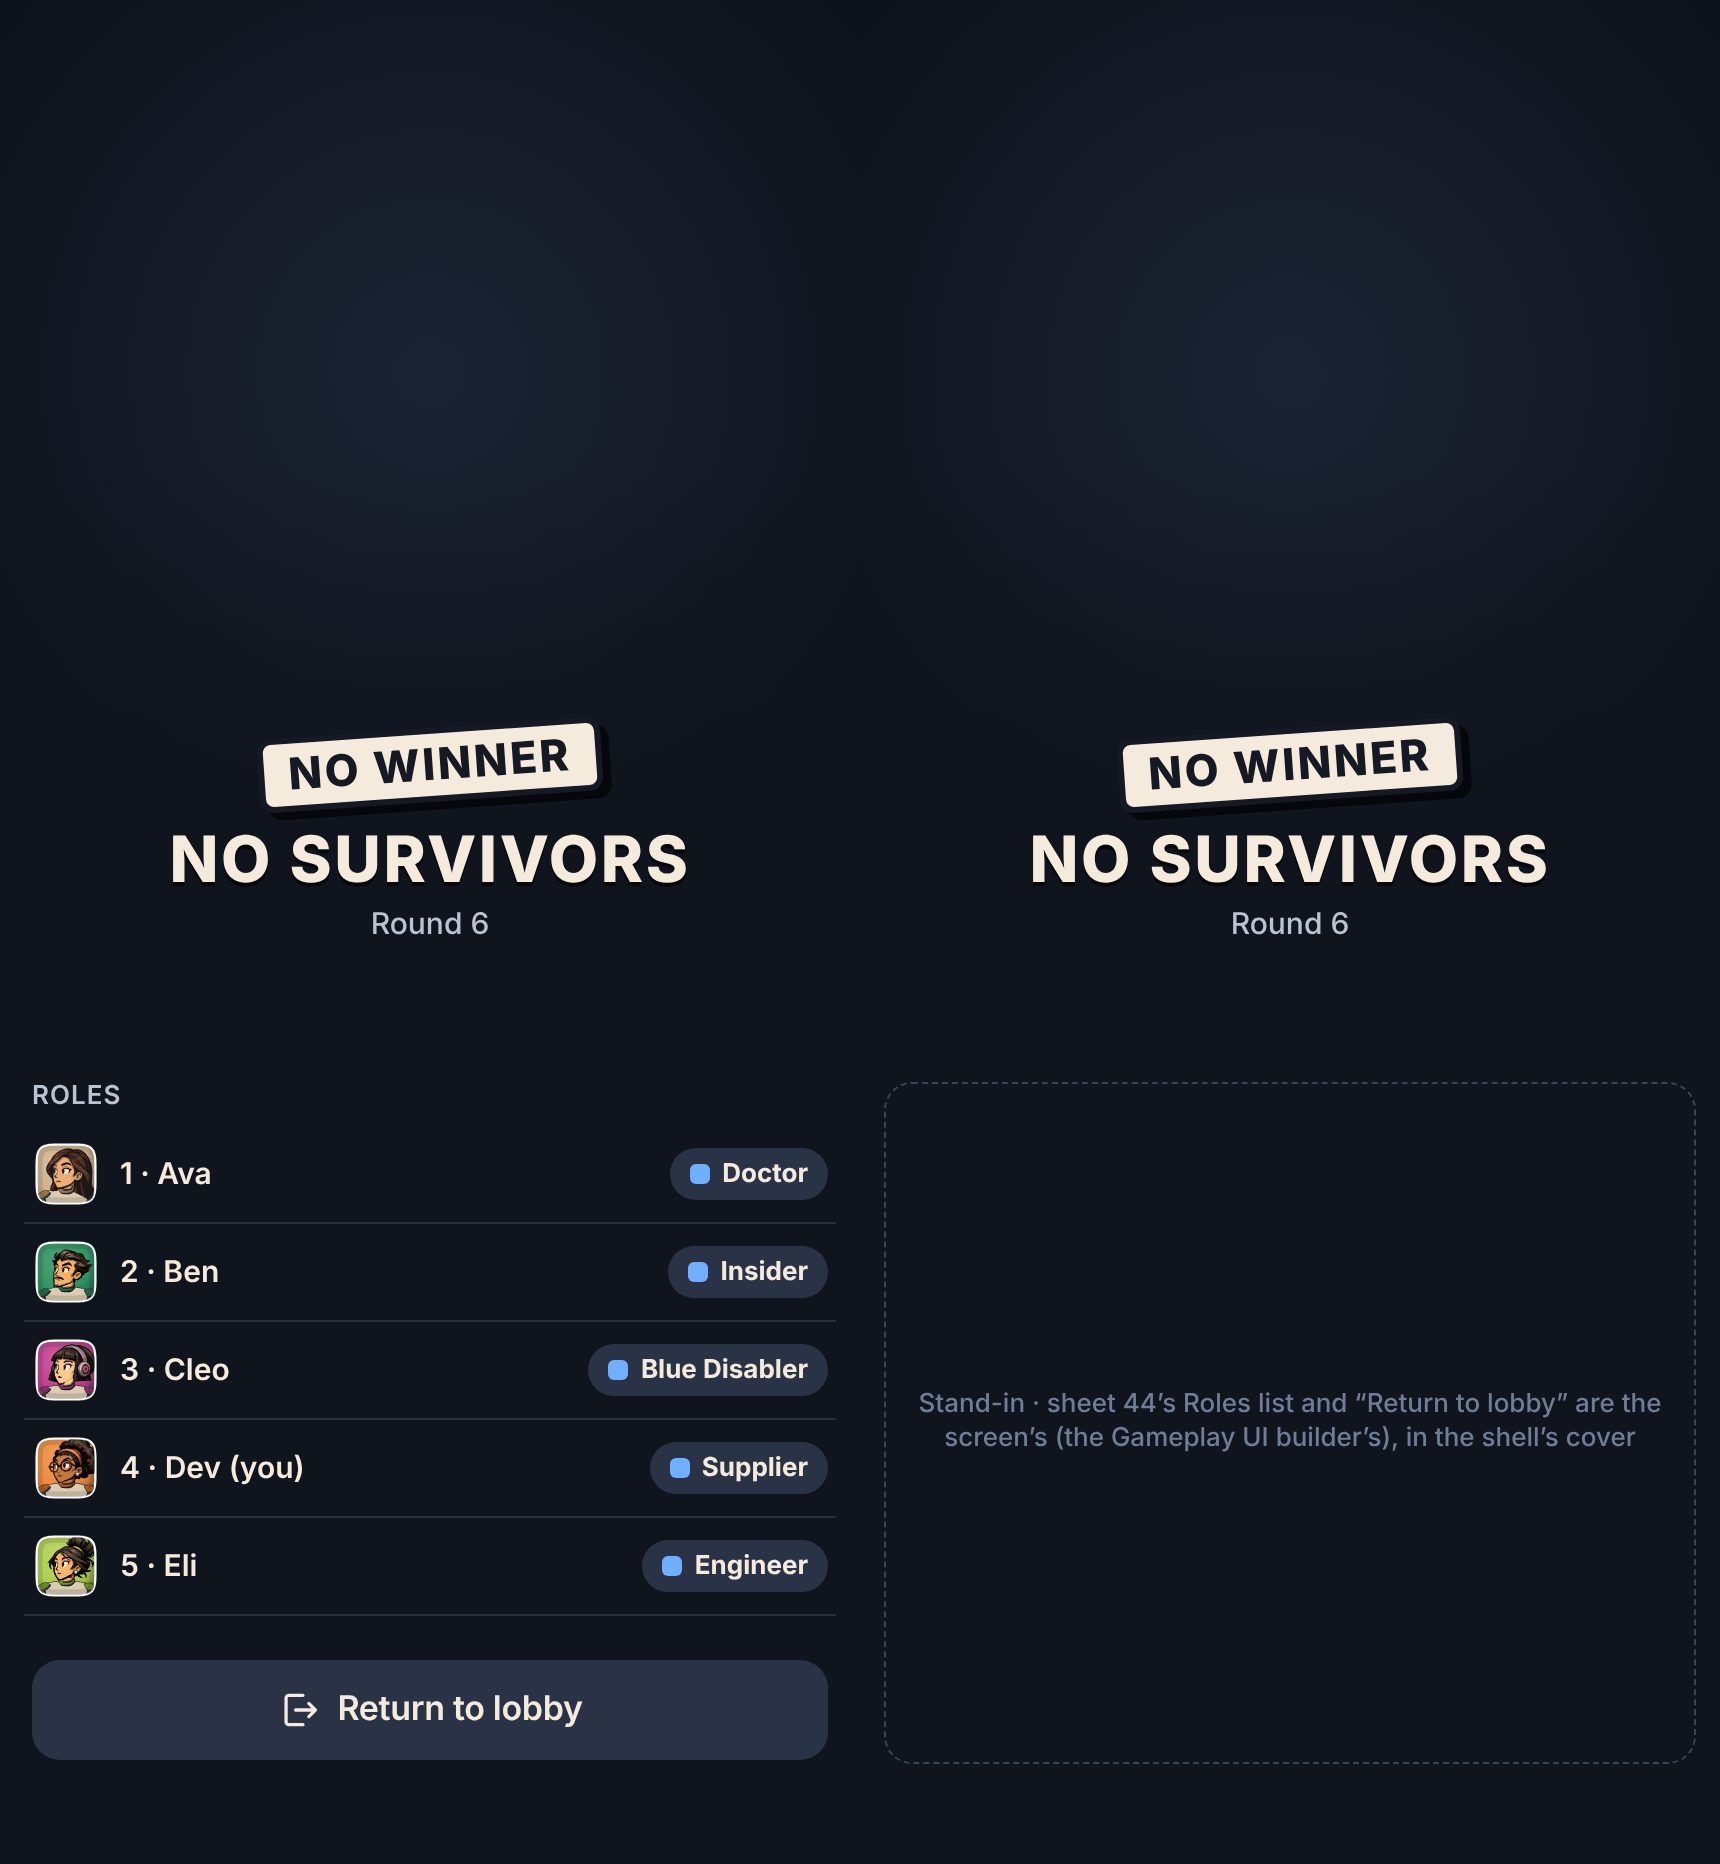 NO WINNER
NO SURVIVORS
Round 6
ROLES
1 · Ava
Doctor
2 · Ben
Insider
3 · Cleo
Blue Disabler
4 · Dev (you)
Supplier
5 · Eli
Engineer
Return to lobby
NO WINNER
NO SURVIVORS
Round 6
Stand-in · sheet 44’s Roles list and “Return to lobby” are the
screen’s (the Gameplay UI builder’s), in the shell’s cover